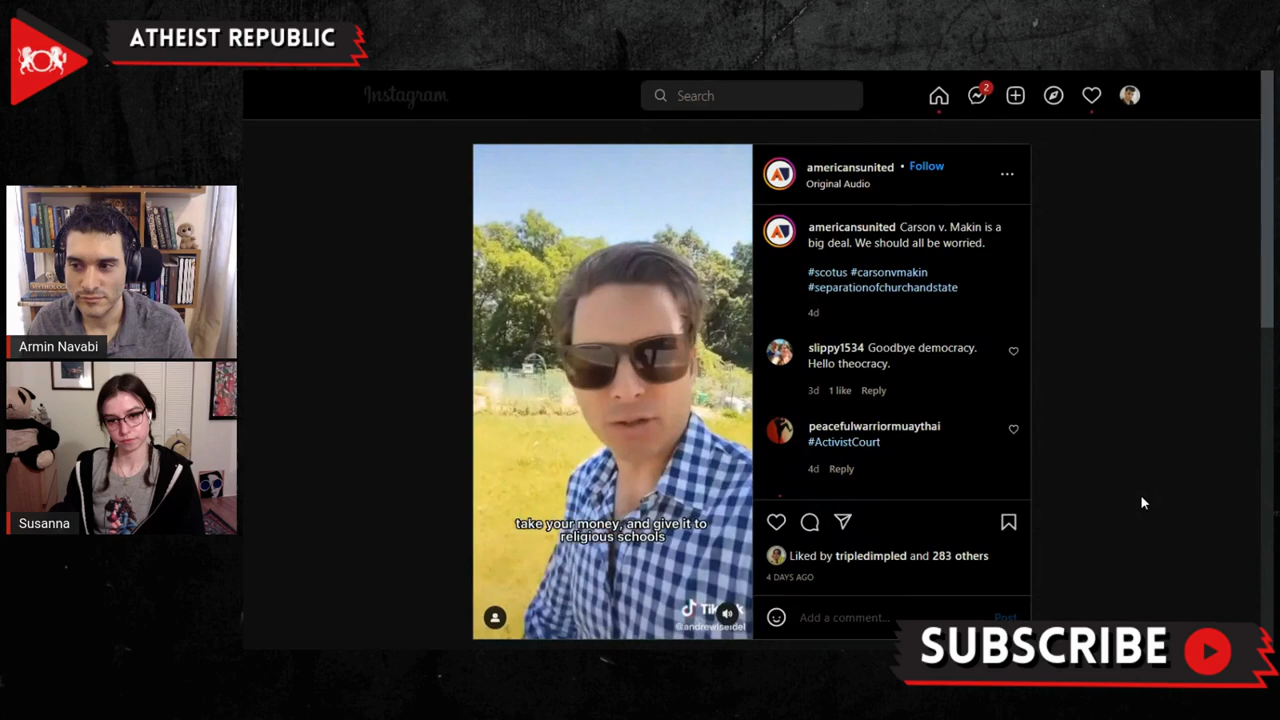 ATHEIST REPUBLIC
Instagram
Search
2
americansunited • Follow
Original Audio
americansunited Carson v. Makin is a
big deal. We should all be worried.
#scotus #carsonvmakin
#separationofchurchandstate
4d
slippy1534 Goodbye democracy.
Hello theocracy.
3d 1 like Reply
peacefulwarriormuaythai
#ActivistCourt
4d Reply
Liked by tripledimpled and 283 others
4 DAYS AGO
Add a comment...
Post
take your money, and give it to
religious schools
@andrewlseidel
Armin Navabi
Susanna
SUBSCRIBE